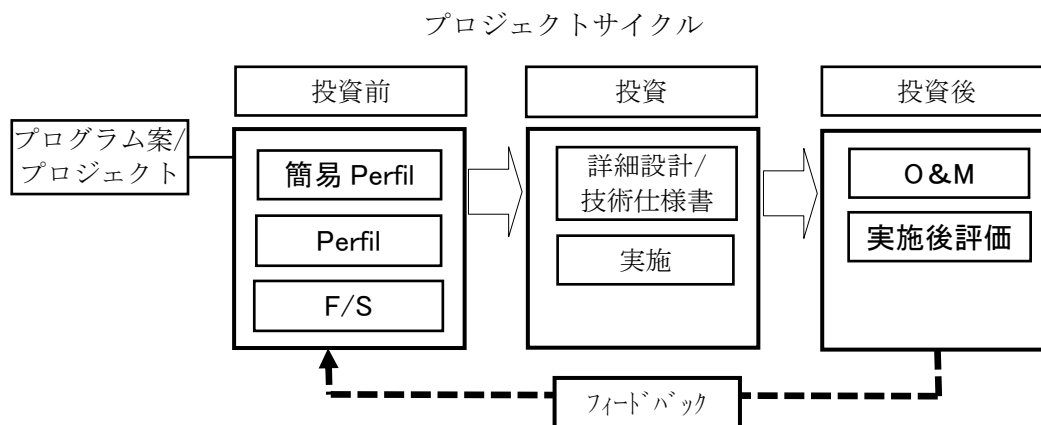 プロジェクトサイクル
投資前
投資
投資後
プログラム案/
プロジェクト
簡易 Perfil
Perfil
F/S
詳細設計/
技術仕様書
実施
O&M
実施後評価
フィードバック